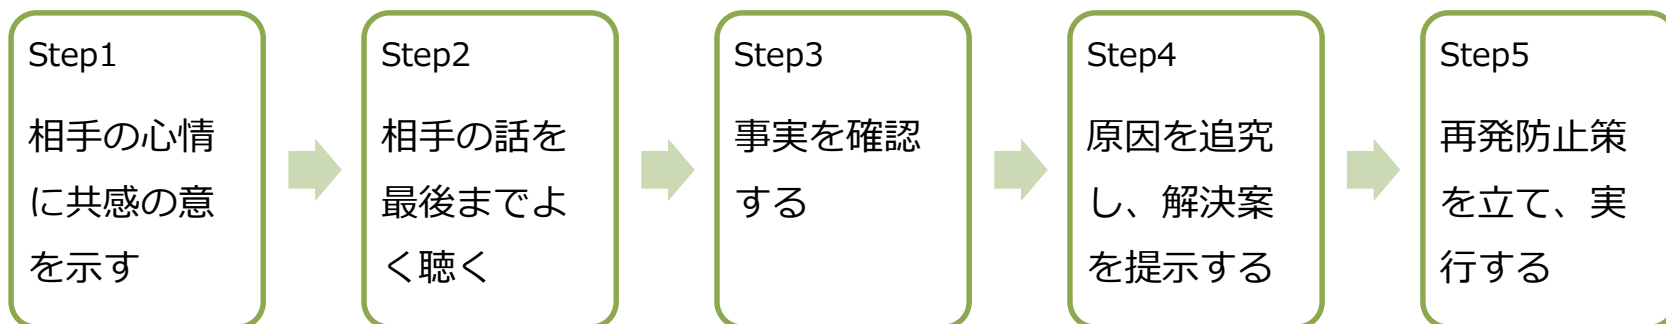 Step1
相手の心情
に共感の意
を示す
Step2
相手の話を
最後までよ
く聴く
Step3
事実を確認
する
Step4
原因を追究
し、解決案
を提示する
Step5
再発防止策
を立て、実
行する